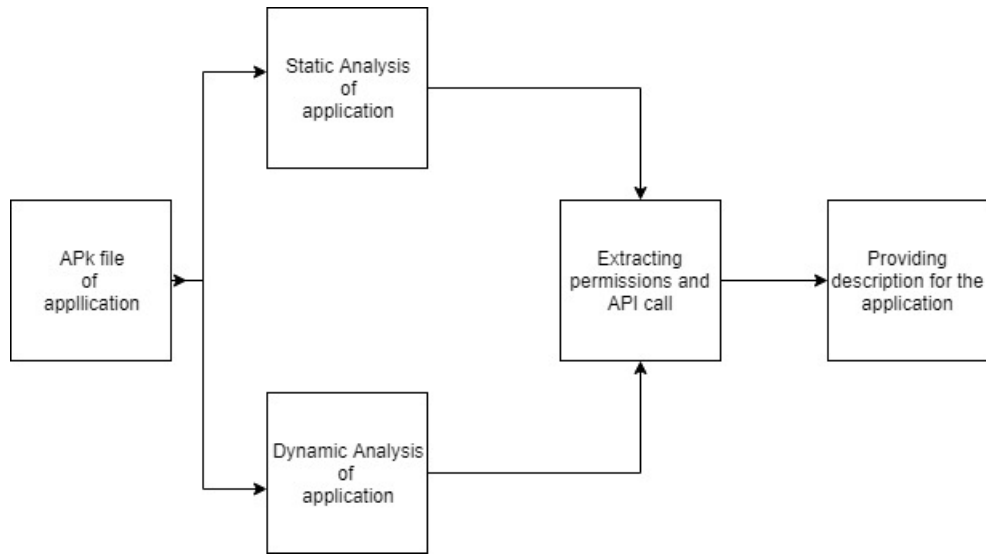 Static Analysis
of
application
APk file
of
appllication
Extracting
permissions and
API call
Providing
description for the
application
Dynamic Analysis
of
application